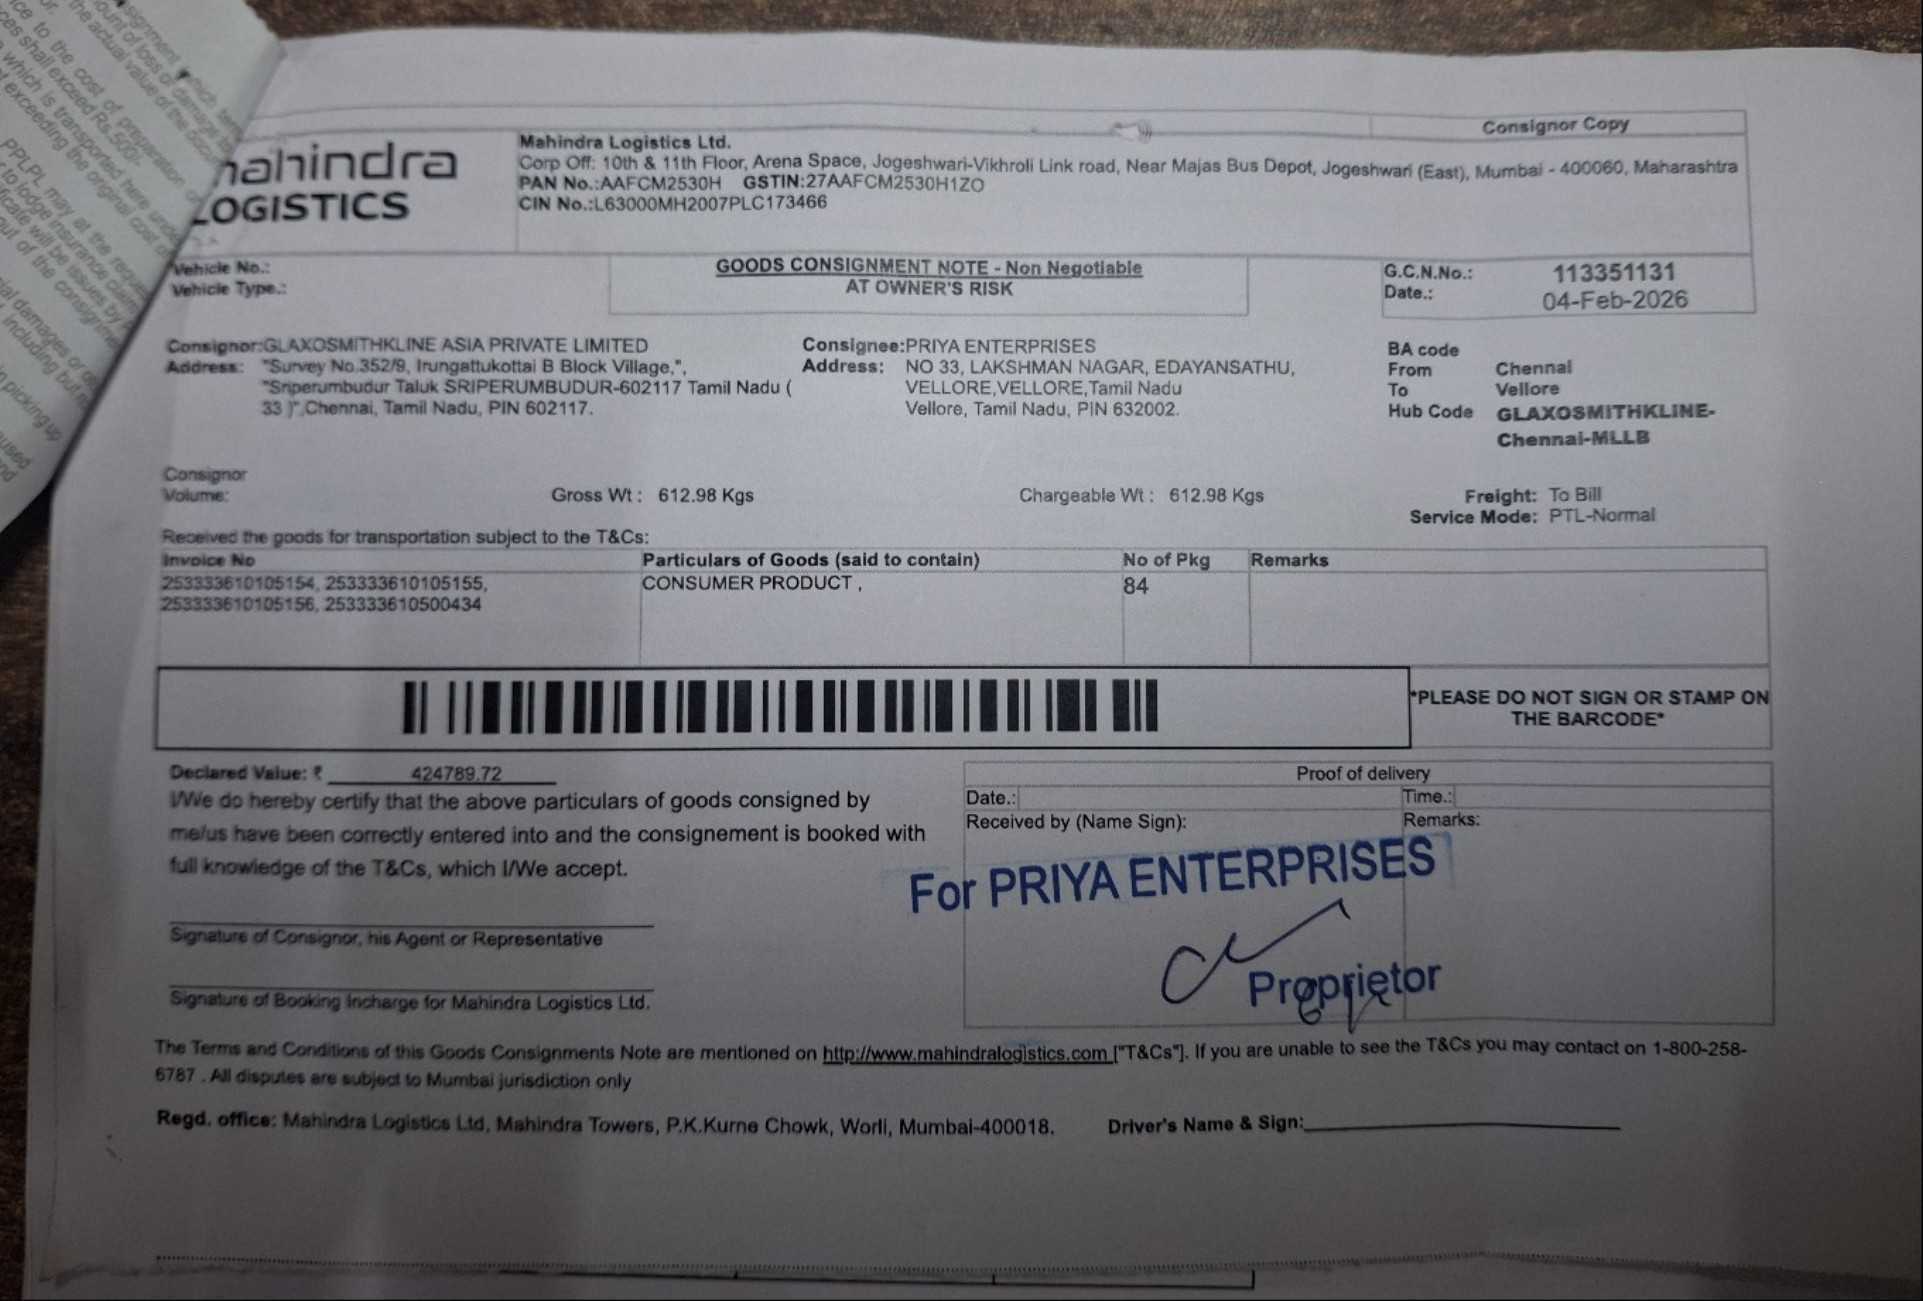 mahindra
LOGISTICS
Consignor Copy
Mahindra Logistics Ltd.
Corp Off: 10th & 11th Floor, Arena Space, Jogeshwari-Vikhroli Link road, Near Majas Bus Depot, Jogeshwari (East), Mumbai - 400060, Maharashtra
PAN No.:AAFCM2530H GSTIN:27AAFCM2530H1ZO
CIN No.:L63000MH2007PLC173466
Vehicle No.:
Vehicle Type.:
GOODS CONSIGNMENT NOTE - Non Negotiable
AT OWNER'S RISK
G.C.N.No.: 113351131
Date.: 04-Feb-2026
Consignor:GLAXOSMITHKLINE ASIA PRIVATE LIMITED
Address: "Survey No.352/9, Irungattukottai B Block Village,",
"Sriperumbudur Taluk SRIPERUMBUDUR-602117 Tamil Nadu (
33 )",Chennai, Tamil Nadu, PIN 602117.
Consignee:PRIYA ENTERPRISES
Address: NO 33, LAKSHMAN NAGAR, EDAYANSATHU,
VELLORE,VELLORE,Tamil Nadu
Vellore, Tamil Nadu, PIN 632002.
BA code
From Chennai
To Vellore
Hub Code GLAXOSMITHKLINE-
Chennai-MLLB
Consignor
Volume:
Gross Wt : 612.98 Kgs
Chargeable Wt : 612.98 Kgs
Freight: To Bill
Service Mode: PTL-Normal
Received the goods for transportation subject to the T&Cs:
Invoice No Particulars of Goods (said to contain) No of Pkg Remarks
253333610105154, 253333610105155, CONSUMER PRODUCT , 84
253333610105156, 253333610500434
*PLEASE DO NOT SIGN OR STAMP ON
THE BARCODE*
Declared Value: ₹ 424789.72
I/We do hereby certify that the above particulars of goods consigned by
me/us have been correctly entered into and the consignement is booked with
full knowledge of the T&Cs, which I/We accept.
Signature of Consignor, his Agent or Representative
Signature of Booking Incharge for Mahindra Logistics Ltd.
Proof of delivery
Date.: Time.:
Received by (Name Sign): Remarks:
For PRIYA ENTERPRISES
Proprietor
The Terms and Conditions of this Goods Consignments Note are mentioned on http://www.mahindralogistics.com ["T&Cs"]. If you are unable to see the T&Cs you may contact on 1-800-258-
6787 . All disputes are subject to Mumbai jurisdiction only
Regd. office: Mahindra Logistics Ltd, Mahindra Towers, P.K.Kurne Chowk, Worli, Mumbai-400018. Driver's Name & Sign: